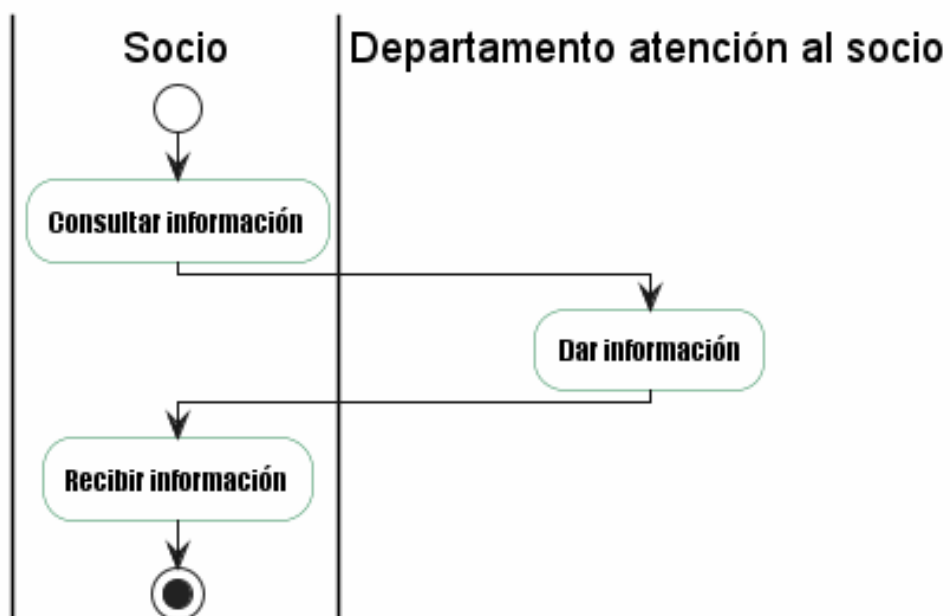 Socio
Departamento atención al socio
Consultar información
Dar información
Recibir información